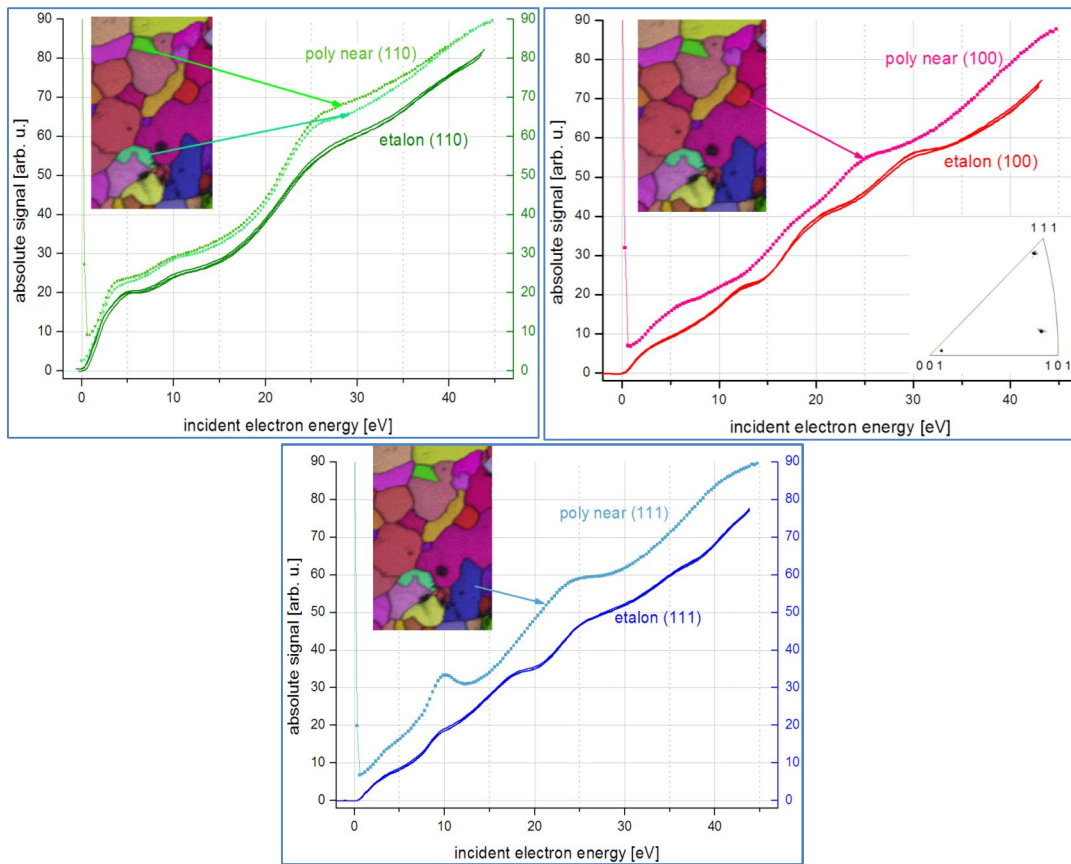 90
80
70
60
50
40
30
20
10
0
absolute signal [arb. u.]
poly near (110)
etalon (110)
90
80
70
60
50
40
30
20
10
0
0 10 20 30 40
incident electron energy [eV]
90
80
70
60
50
40
30
20
10
0
absolute signal [arb. u.]
poly near (100)
etalon (100)
1 1 1
0 0 1
1 0 1
0 10 20 30 40
incident electron energy [eV]
90
80
70
60
50
40
30
20
10
0
absolute signal [arb. u.]
poly near (111)
etalon (111)
90
80
70
60
50
40
30
20
10
0
0 10 20 30 40
incident electron energy [eV]